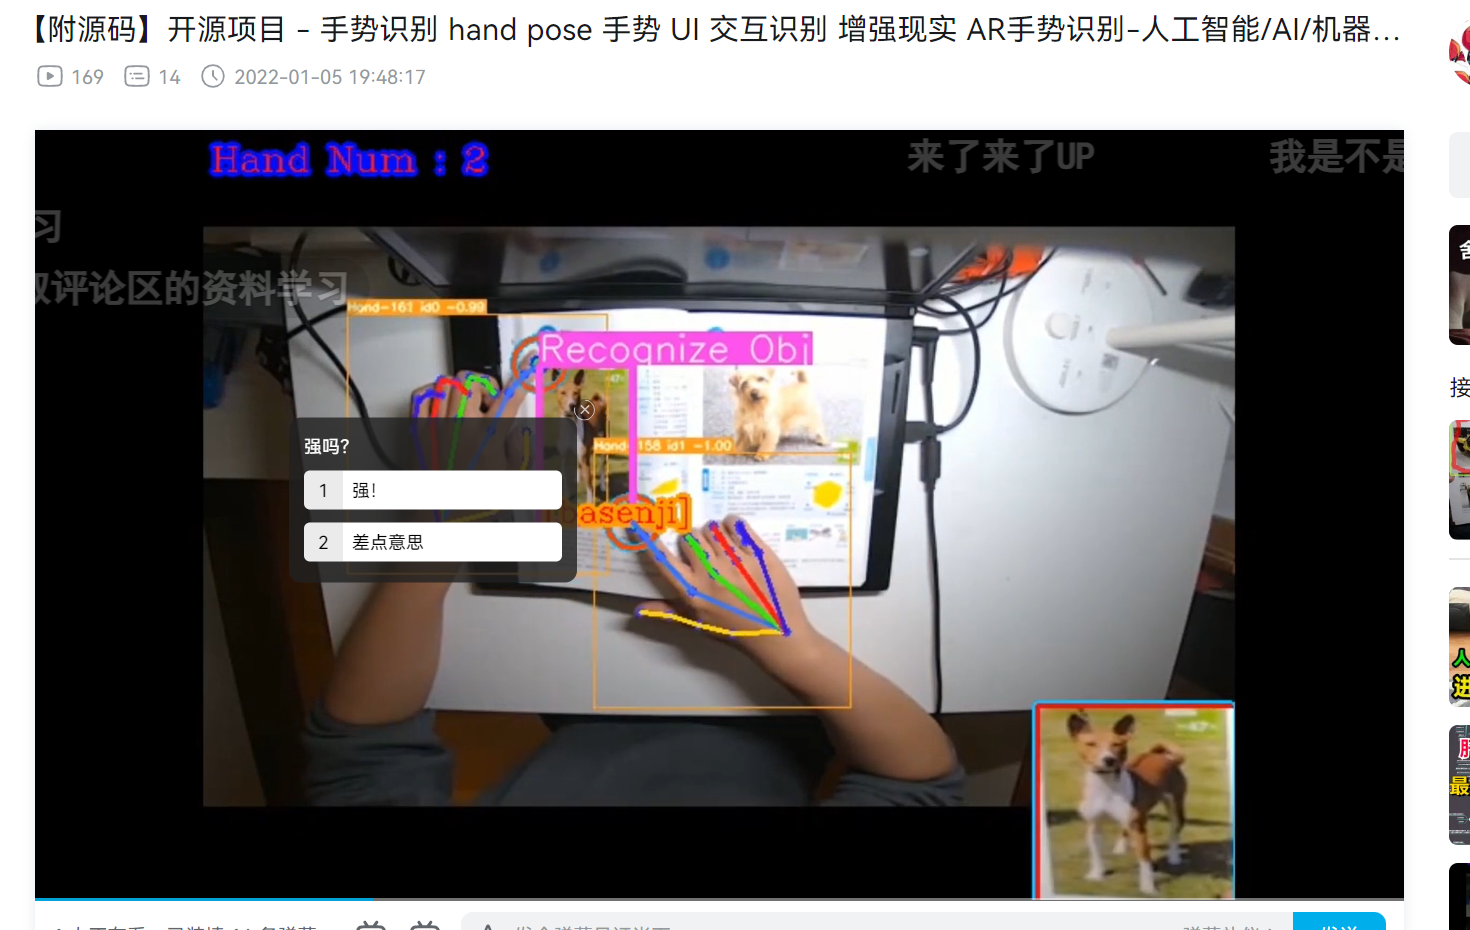 【附源码】开源项目 - 手势识别 hand pose 手势 UI 交互识别 增强现实 AR手势识别-人工智能/AI/机器...
169 14 2022-01-05 19:48:17
Hand Num : 2
来了来了UP
我是不是
习
评论区的资料学习
Hand-161 id0 -0.99
Recognize Obj
强吗?
Hand-158 id1 -1.00
1 强!
basenji]
2 差点意思
接
人
进
最